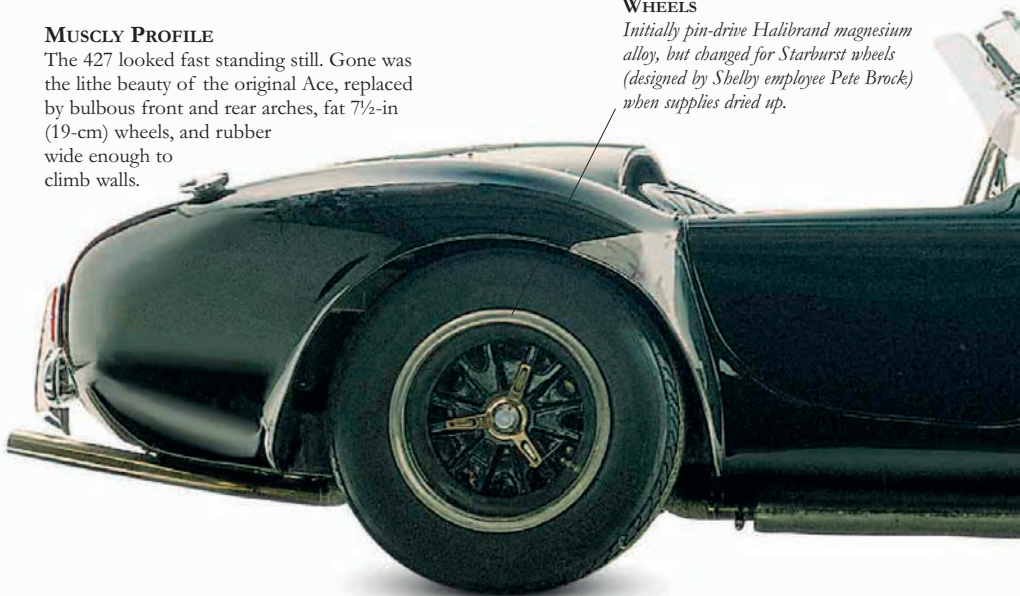 MUSCLY PROFILE
The 427 looked fast standing still. Gone was
the lithe beauty of the original Ace, replaced
by bulbous front and rear arches, fat 7½-in
(19-cm) wheels, and rubber
wide enough to
climb walls.
WHEELS
Initially pin-drive Halibrand magnesium
alloy, but changed for Starburst wheels
(designed by Shelby employee Pete Brock)
when supplies dried up.